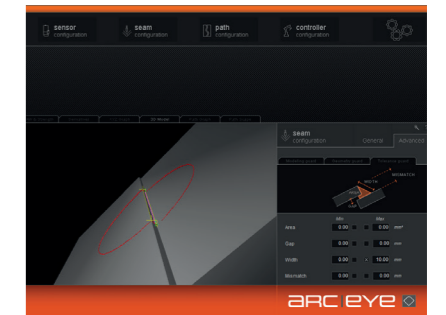 sensor configuration
seam configuration
path configuration
controller configuration
3D Model
seam configuration
General
Advanced
MISMATCH
WIDTH
AREA
GAP
Min
Max
Area 0.00 0.00 mm²
Gap 0.00 0.00 mm
Width 0.00 10.00 mm
Mismatch 0.00 0.00 mm
arc eye